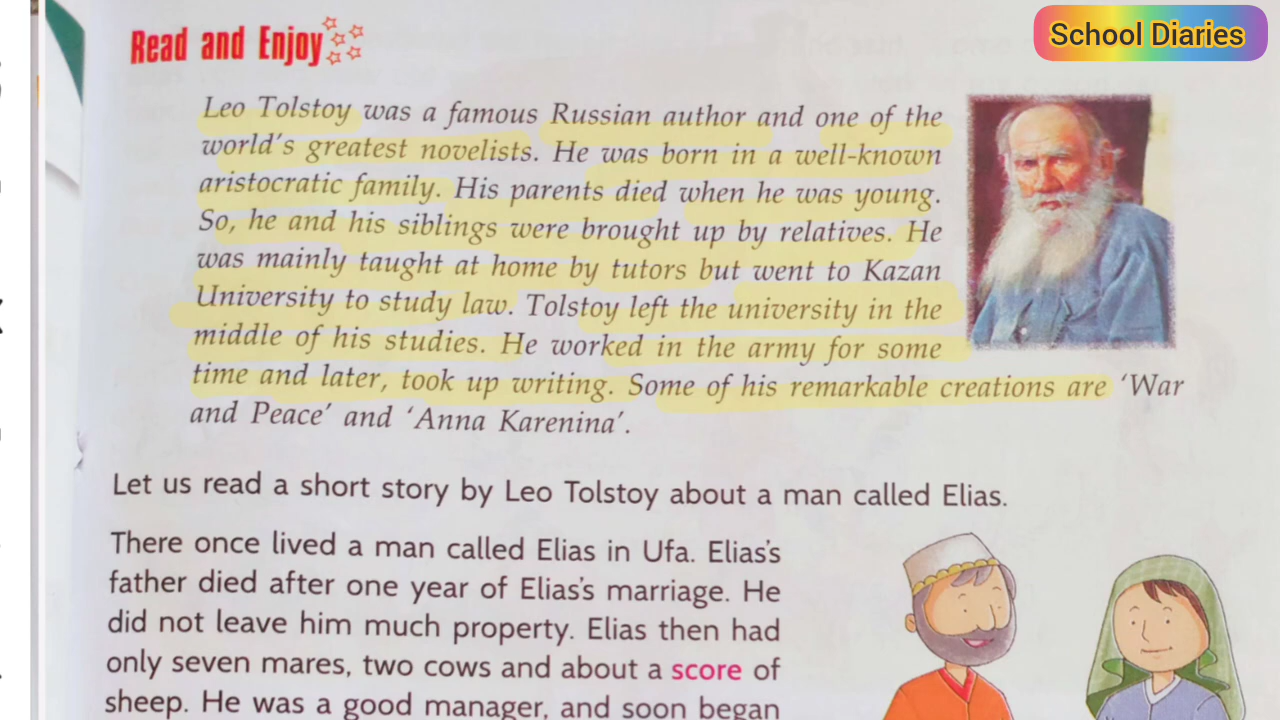 School Diaries
Read and Enjoy
Leo Tolstoy was a famous Russian author and one of the
world's greatest novelists. He was born in a well-known
aristocratic family. His parents died when he was young.
So, he and his siblings were brought up by relatives. He
was mainly taught at home by tutors but went to Kazan
University to study law. Tolstoy left the university in the
middle of his studies. He worked in the army for some
time and later, took up writing. Some of his remarkable creations are 'War
and Peace' and 'Anna Karenina'.
Let us read a short story by Leo Tolstoy about a man called Elias.
There once lived a man called Elias in Ufa. Elias's
father died after one year of Elias's marriage. He
did not leave him much property. Elias then had
only seven mares, two cows and about a score of
sheep. He was a good manager, and soon began